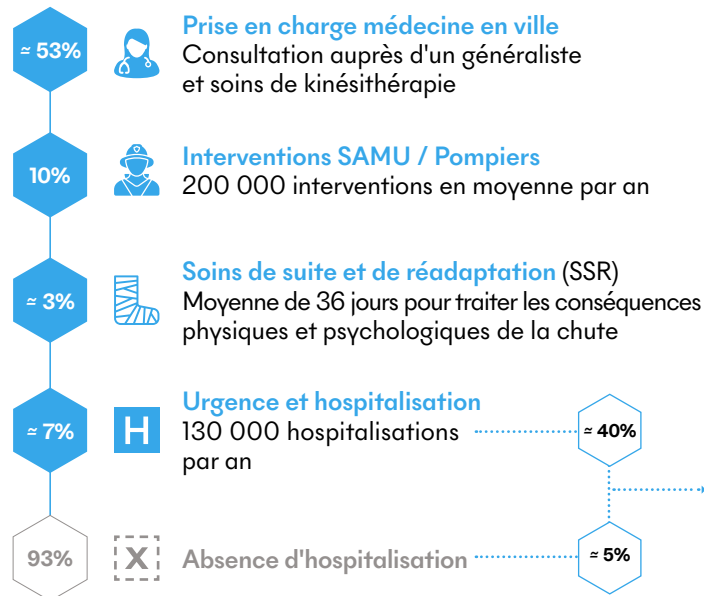 ≃ 53%
Prise en charge médecine en ville
Consultation auprès d'un généraliste
et soins de kinésithérapie
10%
Interventions SAMU / Pompiers
200 000 interventions en moyenne par an
≃ 3%
Soins de suite et de réadaptation (SSR)
Moyenne de 36 jours pour traiter les conséquences
physiques et psychologiques de la chute
≃ 7%
H
Urgence et hospitalisation
130 000 hospitalisations
par an
≃ 40%
93%
X
Absence d'hospitalisation
≃ 5%